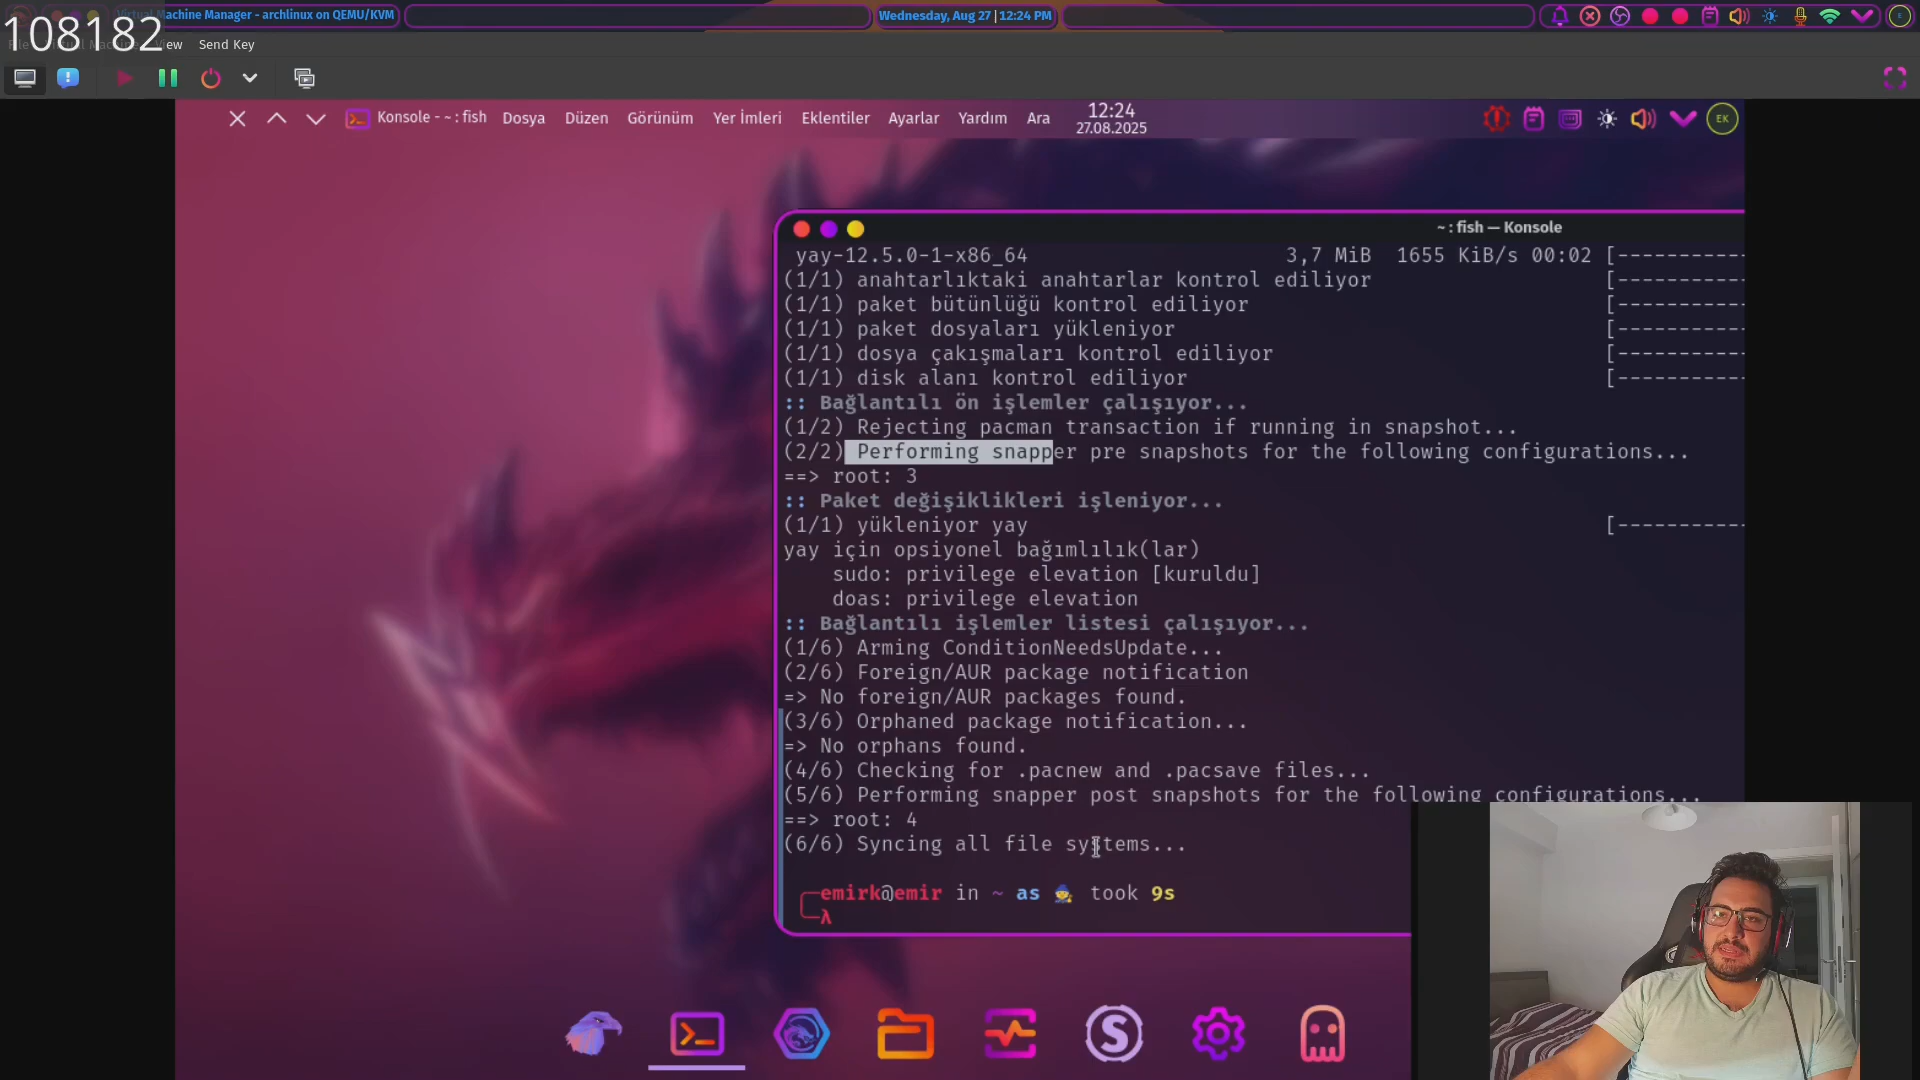 108182
Virtual Machine Manager - archlinux on QEMU/KVM
Wednesday, Aug 27 | 12:24 PM
View Send Key
Konsole - ~ : fish Dosya Düzen Görünüm Yer İmleri Eklentiler Ayarlar Yardım Ara
12:24
27.08.2025
EK
~ : fish — Konsole
yay-12.5.0-1-x86_64 3,7 MiB 1655 KiB/s 00:02 [-----------
(1/1) anahtarlıktaki anahtarlar kontrol ediliyor [-----------
(1/1) paket bütünlüğü kontrol ediliyor [-----------
(1/1) paket dosyaları yükleniyor [-----------
(1/1) dosya çakışmaları kontrol ediliyor [-----------
(1/1) disk alanı kontrol ediliyor [-----------
:: Bağlantılı ön işlemler çalışıyor...
(1/2) Rejecting pacman transaction if running in snapshot...
(2/2) Performing snapper pre snapshots for the following configurations...
==> root: 3
:: Paket değişiklikleri işleniyor...
(1/1) yükleniyor yay [-----------
yay için opsiyonel bağımlılık(lar)
sudo: privilege elevation [kuruldu]
doas: privilege elevation
:: Bağlantılı işlemler listesi çalışıyor...
(1/6) Arming ConditionNeedsUpdate...
(2/6) Foreign/AUR package notification
=> No foreign/AUR packages found.
(3/6) Orphaned package notification...
=> No orphans found.
(4/6) Checking for .pacnew and .pacsave files...
(5/6) Performing snapper post snapshots for the following configurations...
==> root: 4
(6/6) Syncing all file systems...
emirk@emir in ~ as took 9s
λ